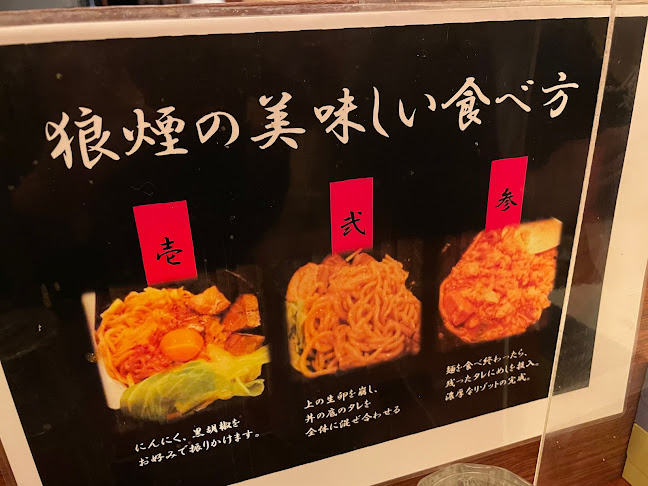 狼煙の美味しい食べ方
壱
にんにく、黒胡椒を
お好みで振りかけます。
弐
上の生卵を崩し、
丼の底のタレを
全体に混ぜ合わせる
参
麺を食べ終わったら、
残ったタレにめしを投入。
濃厚なリゾットの完成。